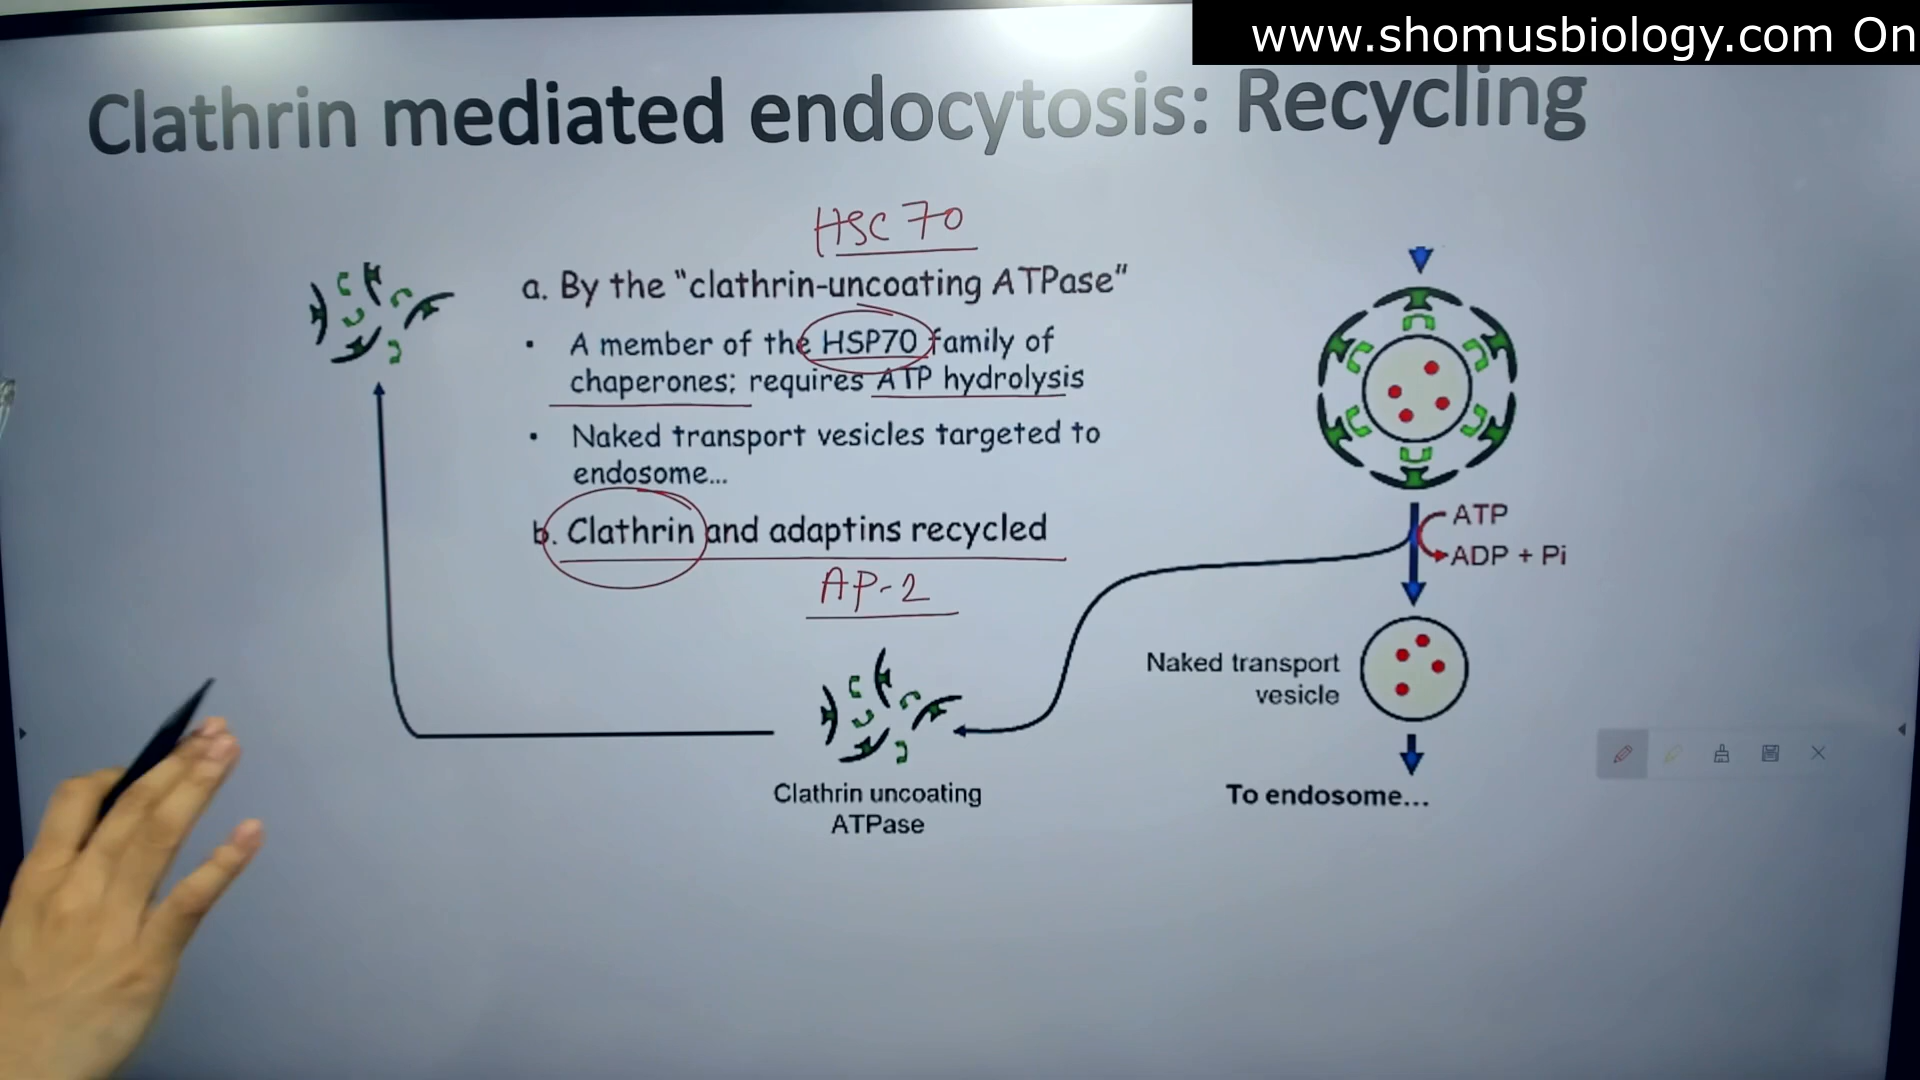 www.shomusbiology.com On
Clathrin mediated endocytosis: Recycling
HSC 70
a. By the “clathrin-uncoating ATPase”
• A member of the HSP70 family of
chaperones; requires ATP hydrolysis
• Naked transport vesicles targeted to
endosome...
b. Clathrin and adaptins recycled
AP-2
ATP
ADP + Pi
Naked transport
vesicle
Clathrin uncoating
ATPase
To endosome...